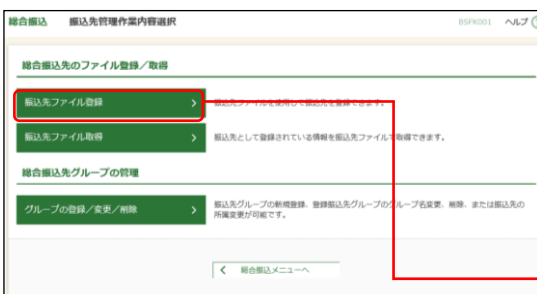 総合振込 振込先管理作業内容選択 BSFK001 ヘルプ
総合振込先のファイル登録／取得
振込先ファイル登録 振込先ファイルを使用して振込先を登録できます。
振込先ファイル取得 振込先として登録されている情報を振込先ファイルで取得できます。
総合振込先グループの管理
グループの登録／変更／削除 振込先グループの新規登録、登録振込先グループのグループ名変更、削除、または振込先の
所属変更が可能です。
総合振込メニューへ